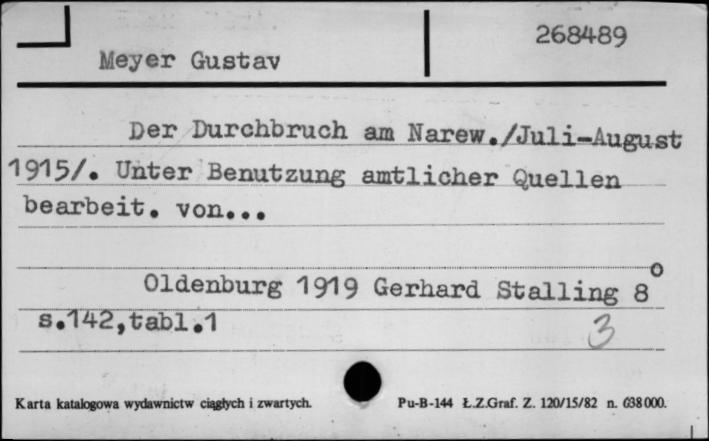 268489
Meyer Gustav
Der Durchbruch am Narew./Juli-August
1915/. Unter Benutzung amtlicher Quellen
bearbeit. von...
Oldenburg 1919 Gerhard Stalling 8°
s.142,tabl.1
3
Karta katalogowa wydawnictw ciągłych i zwartych. Pu-B-144 Ł.Z.Graf. Z. 120/15/82 n. 638000.